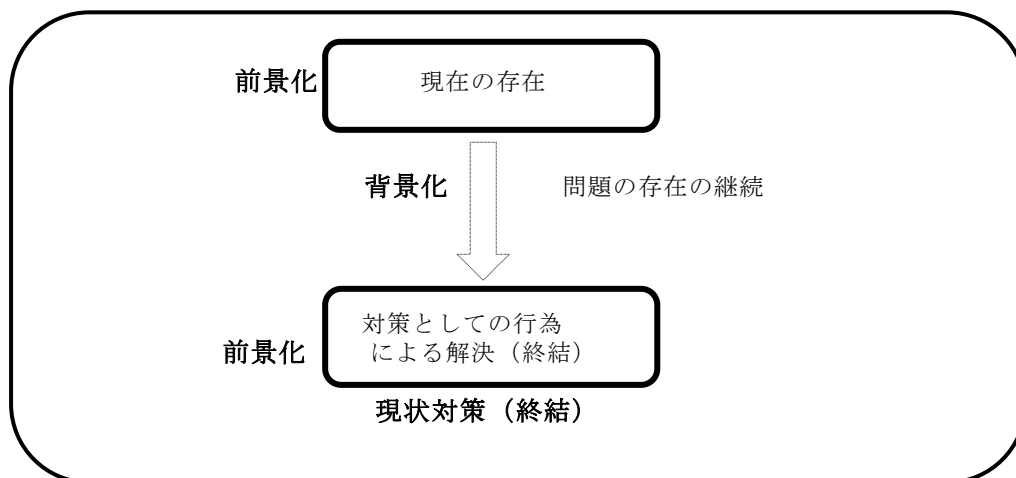 前景化
現在の存在
背景化
問題の存在の継続
対策としての行為
による解決（終結）
前景化
現状対策（終結）